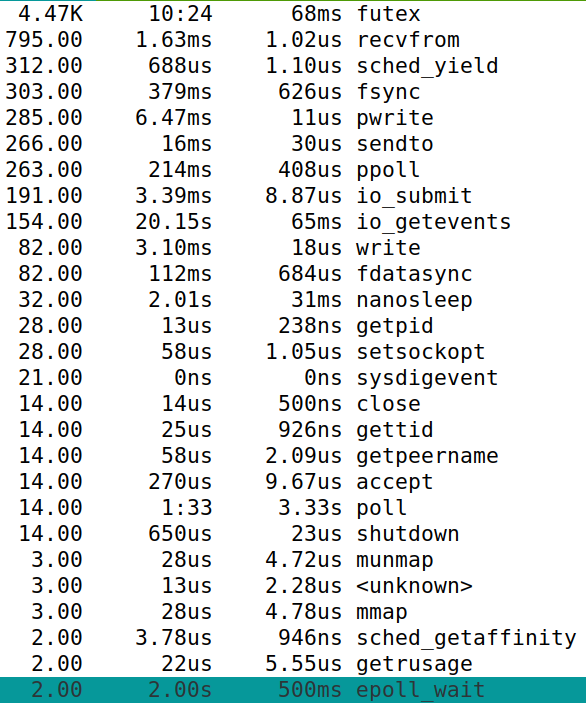 4.47K 10:24 68ms futex
795.00 1.63ms 1.02us recvfrom
312.00 688us 1.10us sched_yield
303.00 379ms 626us fsync
285.00 6.47ms 11us pwrite
266.00 16ms 30us sendto
263.00 214ms 408us ppoll
191.00 3.39ms 8.87us io_submit
154.00 20.15s 65ms io_getevents
82.00 3.10ms 18us write
82.00 112ms 684us fdatasync
32.00 2.01s 31ms nanosleep
28.00 13us 238ns getpid
28.00 58us 1.05us setsockopt
21.00 0ns 0ns sysdigevent
14.00 14us 500ns close
14.00 25us 926ns gettid
14.00 58us 2.09us getpeername
14.00 270us 9.67us accept
14.00 1:33 3.33s poll
14.00 650us 23us shutdown
3.00 28us 4.72us munmap
3.00 13us 2.28us <unknown>
3.00 28us 4.78us mmap
2.00 3.78us 946ns sched_getaffinity
2.00 22us 5.55us getrusage
2.00 2.00s 500ms epoll_wait